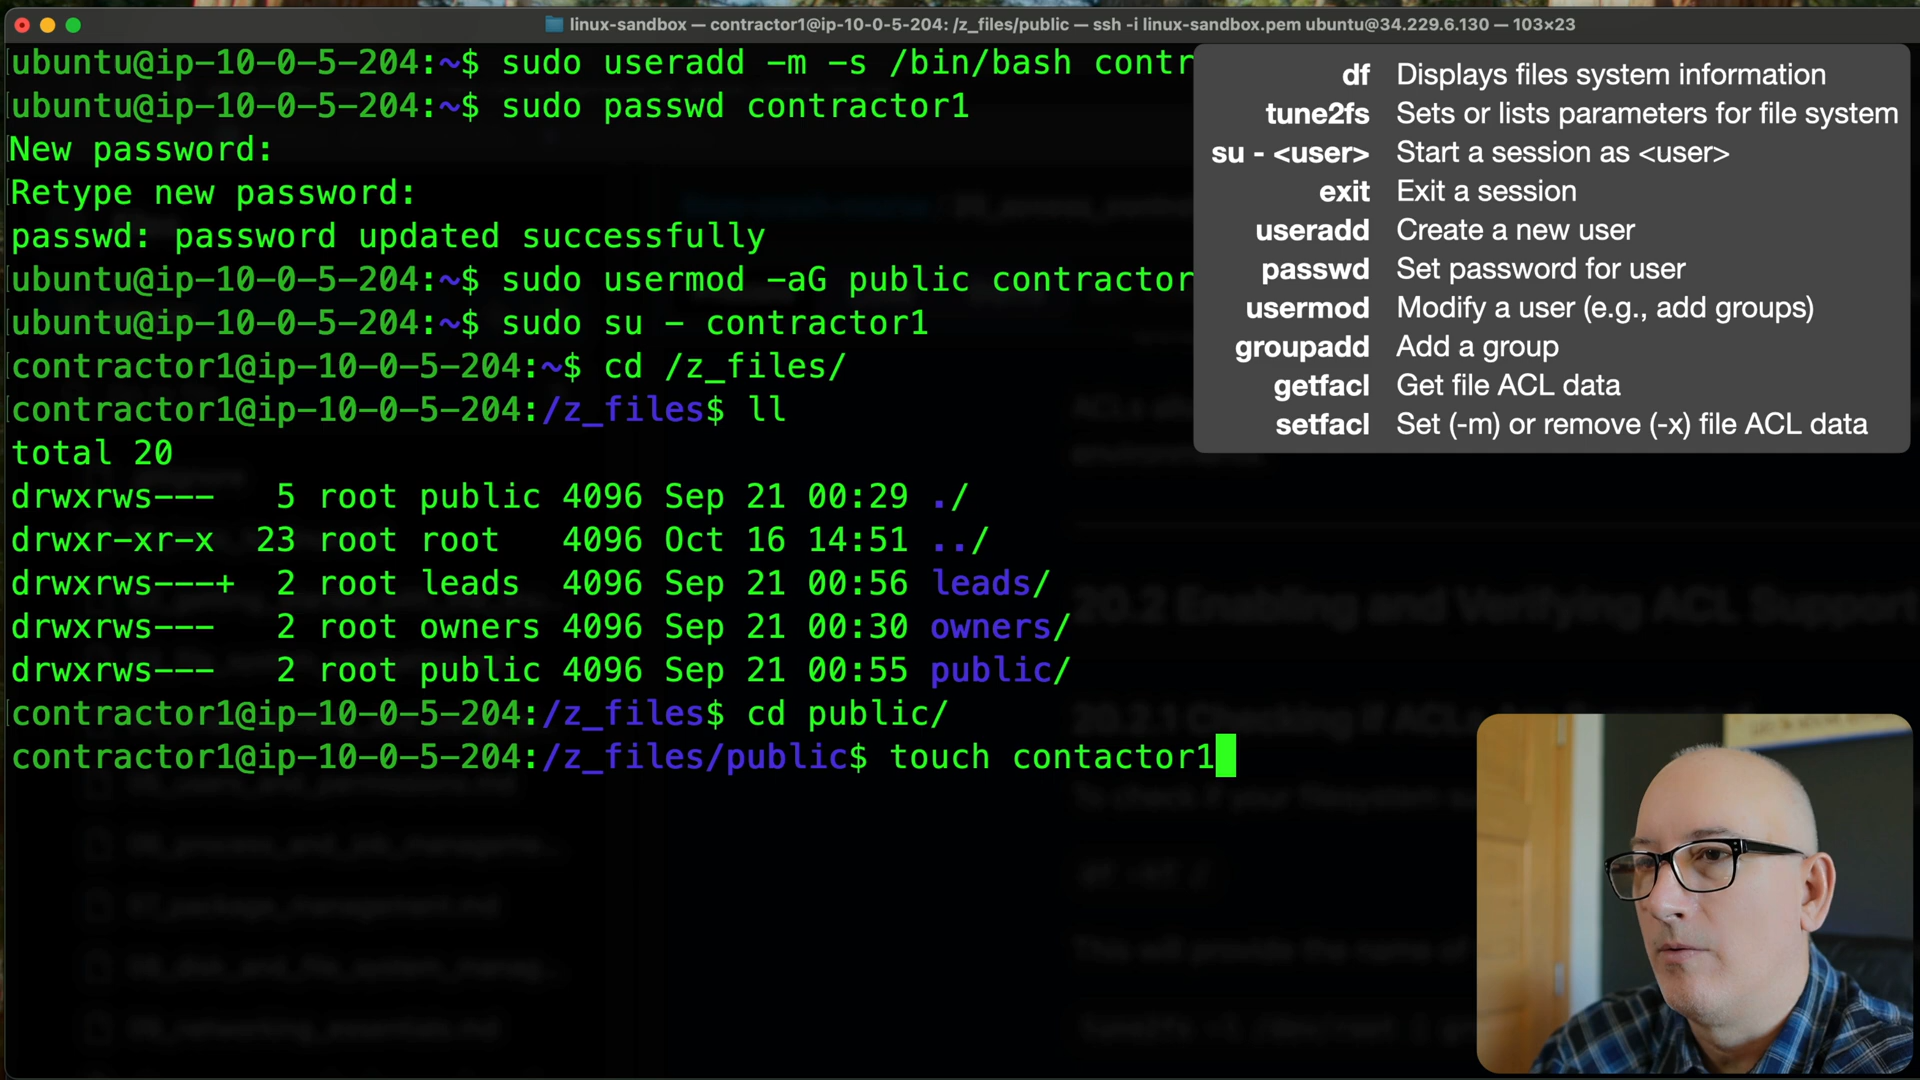 linux-sandbox — contractor1@ip-10-0-5-204: /z_files/public — ssh -i linux-sandbox.pem ubuntu@34.229.6.130 — 103×23
ubuntu@ip-10-0-5-204:~$ sudo useradd -m -s /bin/bash contr
ubuntu@ip-10-0-5-204:~$ sudo passwd contractor1
New password:
Retype new password:
passwd: password updated successfully
ubuntu@ip-10-0-5-204:~$ sudo usermod -aG public contractor
ubuntu@ip-10-0-5-204:~$ sudo su - contractor1
contractor1@ip-10-0-5-204:~$ cd /z_files/
contractor1@ip-10-0-5-204:/z_files$ ll
total 20
drwxrws---   5 root public 4096 Sep 21 00:29 ./
drwxr-xr-x  23 root root   4096 Oct 16 14:51 ../
drwxrws---+  2 root leads  4096 Sep 21 00:56 leads/
drwxrws---   2 root owners 4096 Sep 21 00:30 owners/
drwxrws---   2 root public 4096 Sep 21 00:55 public/
contractor1@ip-10-0-5-204:/z_files$ cd public/
contractor1@ip-10-0-5-204:/z_files/public$ touch contactor1
df Displays files system information
tune2fs Sets or lists parameters for file system
su - <user> Start a session as <user>
exit Exit a session
useradd Create a new user
passwd Set password for user
usermod Modify a user (e.g., add groups)
groupadd Add a group
getfacl Get file ACL data
setfacl Set (-m) or remove (-x) file ACL data
20.2 Enabling and Verifying ACL Support